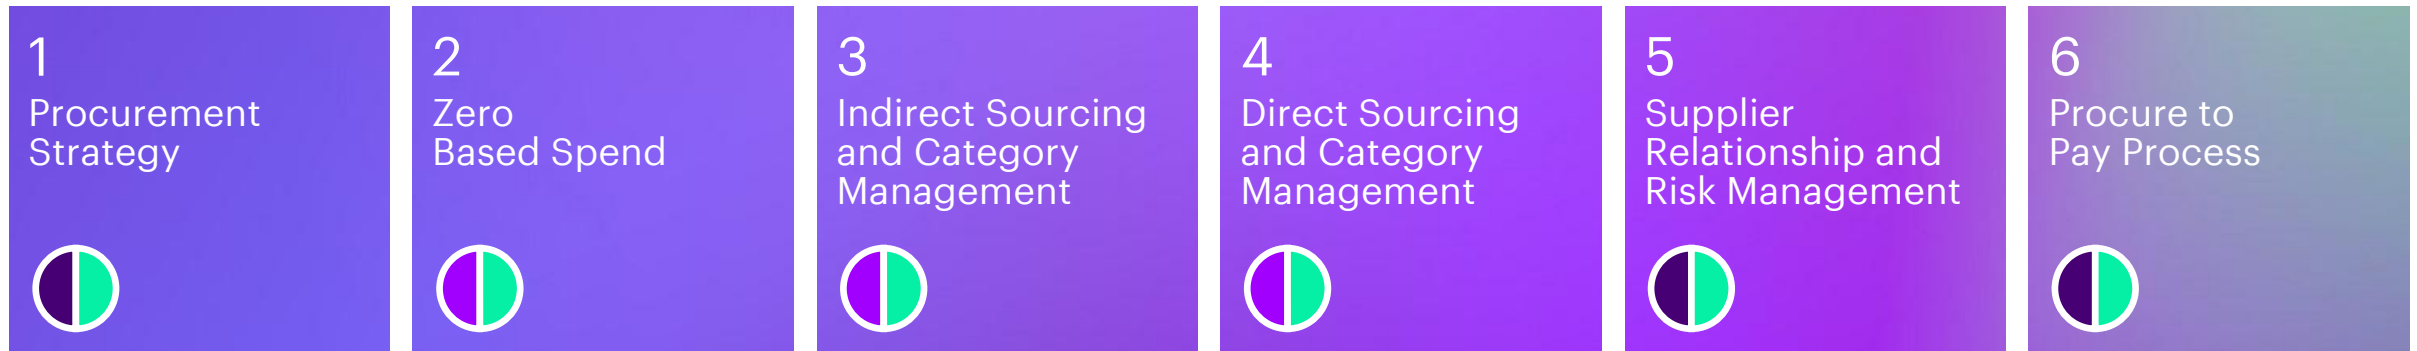 1
Procurement
Strategy
2
Zero
Based Spend
3
Indirect Sourcing
and Category
Management
4
Direct Sourcing
and Category
Management
5
Supplier
Relationship and
Risk Management
6
Procure to
Pay Process